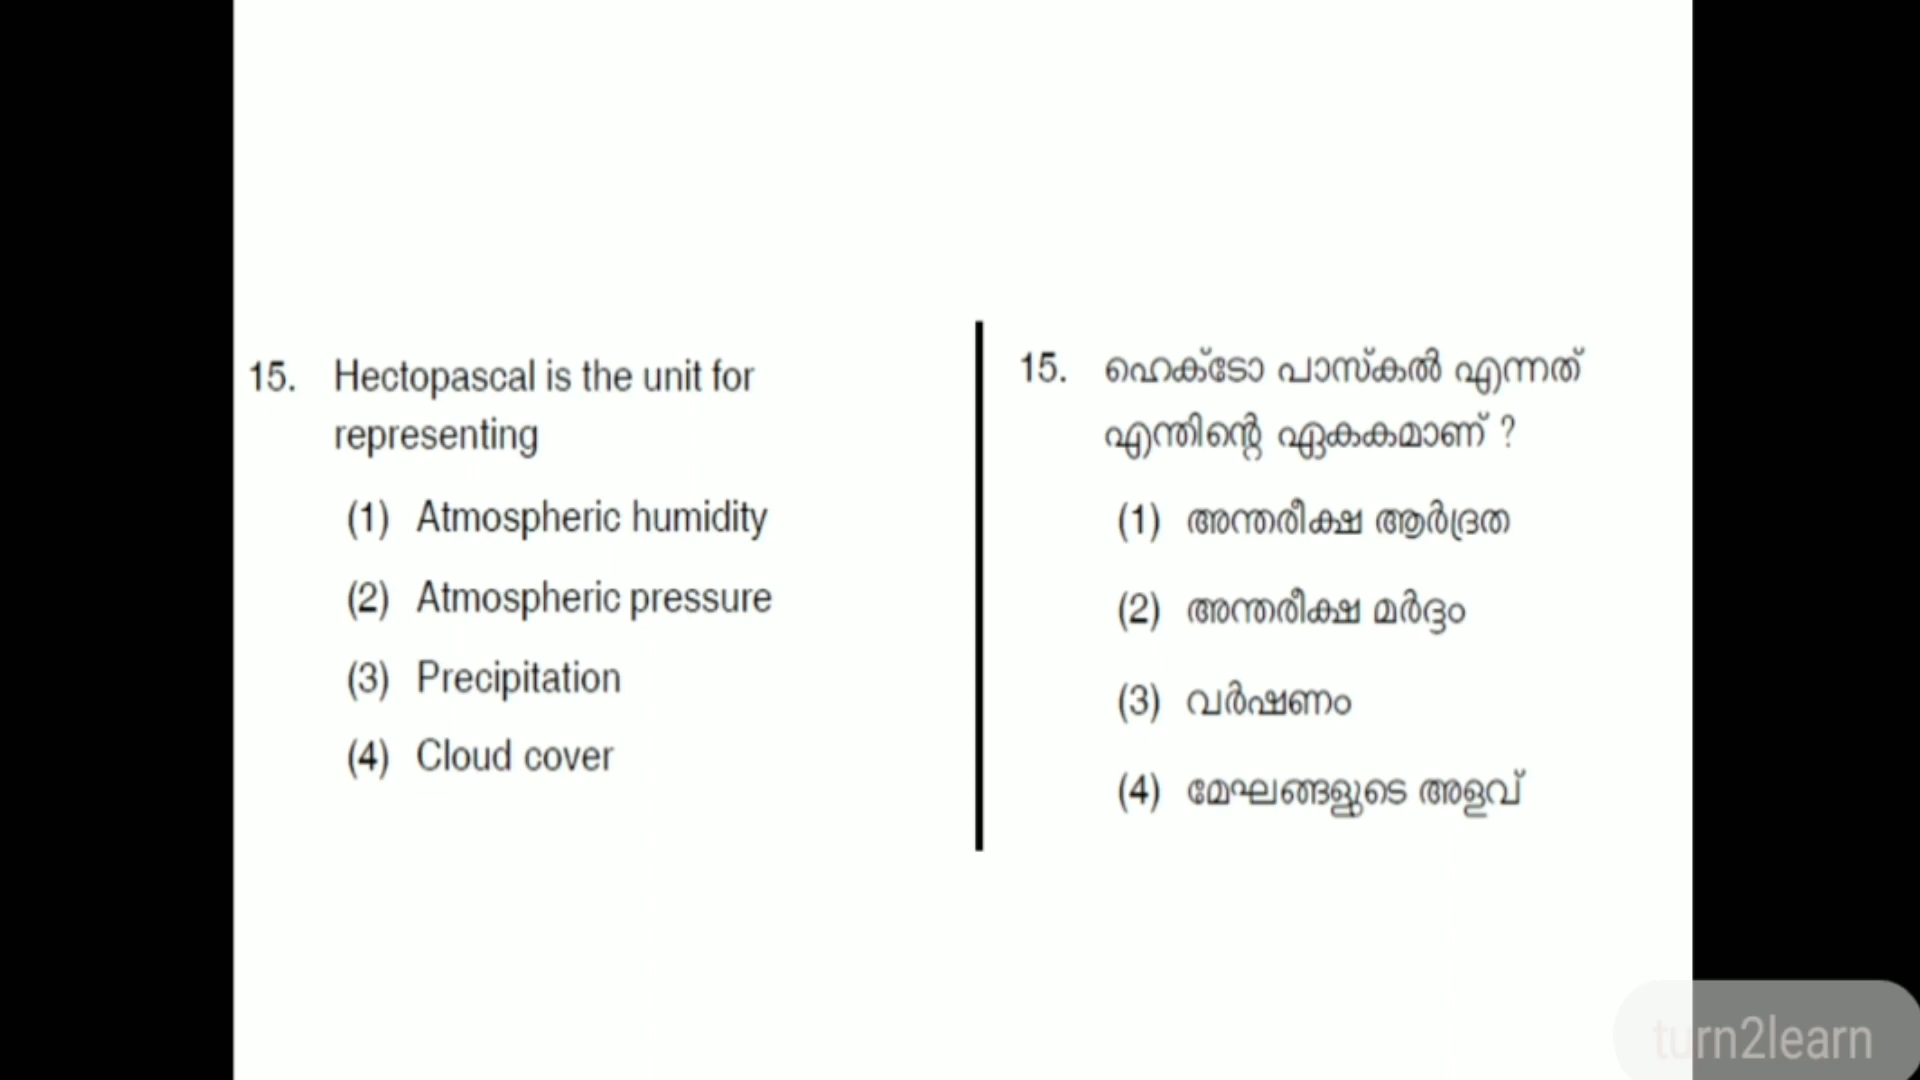 15. Hectopascal is the unit for
representing
(1) Atmospheric humidity
(2) Atmospheric pressure
(3) Precipitation
(4) Cloud cover
15. ഹെക്ടോ പാസ്കൽ എന്നത്
എന്തിന്റെ ഏകകമാണ് ?
(1) അന്തരീക്ഷ ആർദ്രത
(2) അന്തരീക്ഷ മർദ്ദം
(3) വർഷണം
(4) മേഘങ്ങളുടെ അളവ്
turn2learn